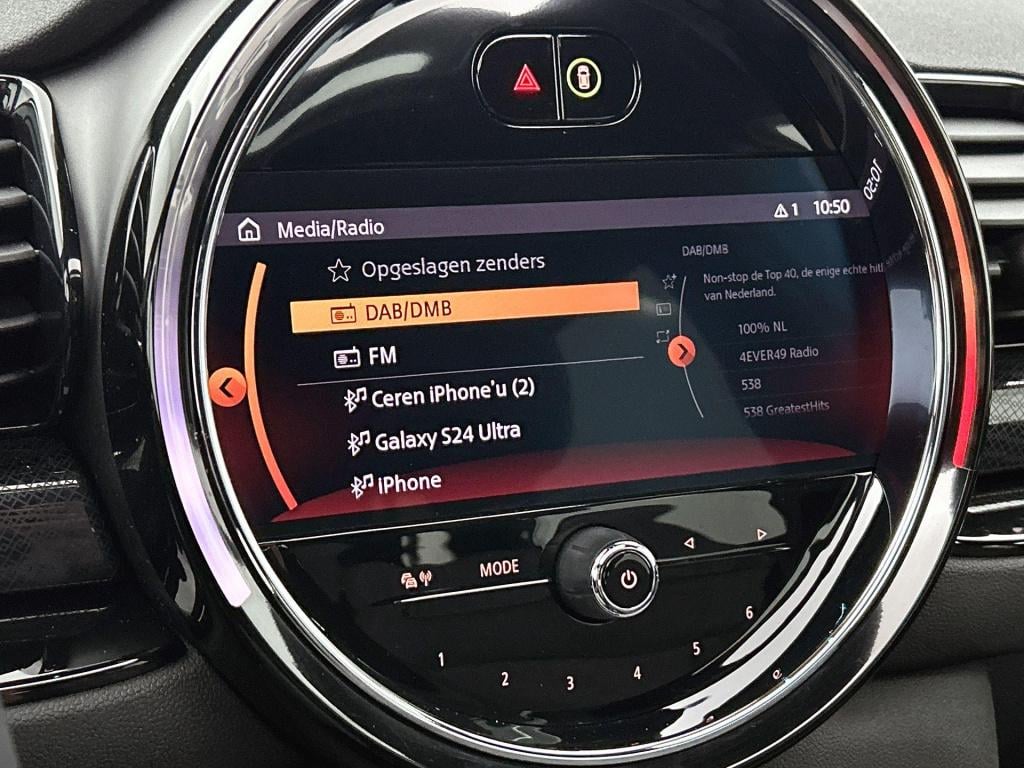 Media/Radio
1 10:50
10:50
Opgeslagen zenders
DAB/DMB
FM
Ceren iPhone'u (2)
Galaxy S24 Ultra
iPhone
DAB/DMB
Non-stop de Top 40, de enige echte hit
van Nederland.
100% NL
4EVER49 Radio
538
538 GreatestHits
MODE
1
2
3
4
5
6